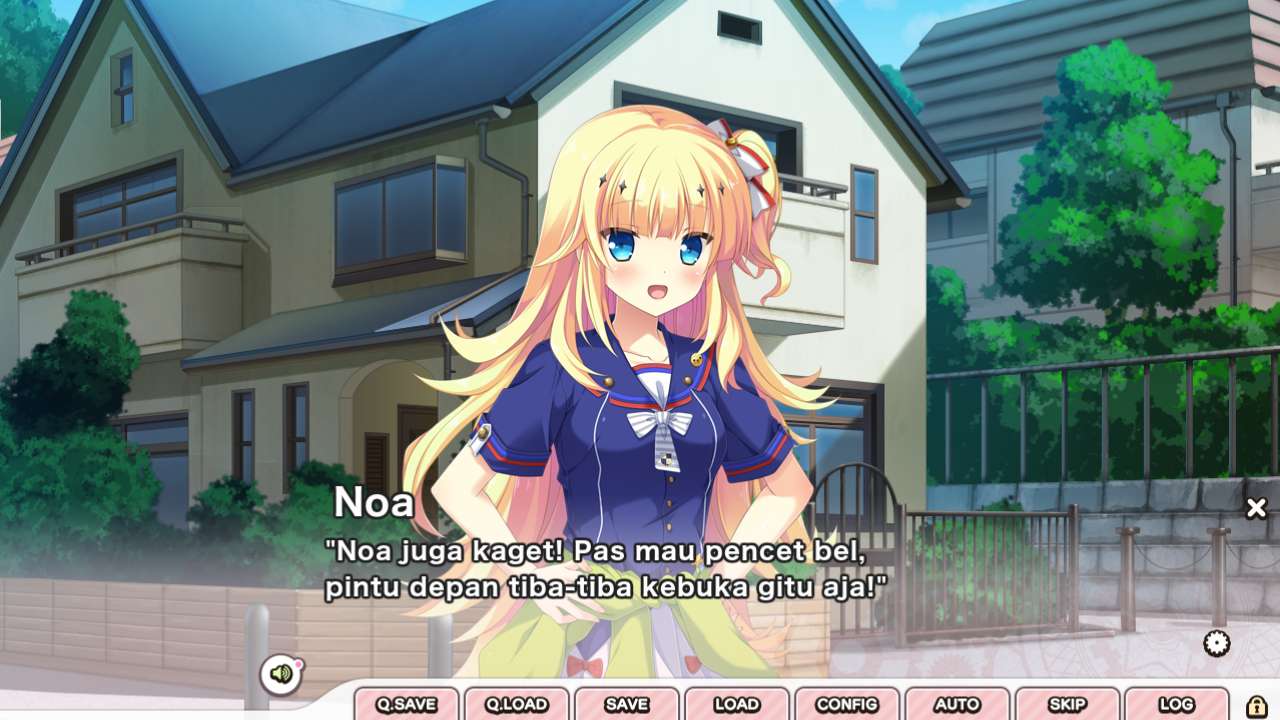 Noa
"Noa juga kaget! Pas mau pencet bel,
pintu depan tiba-tiba kebuka gitu aja!"
Q.SAVE Q.LOAD SAVE LOAD CONFIG AUTO SKIP LOG